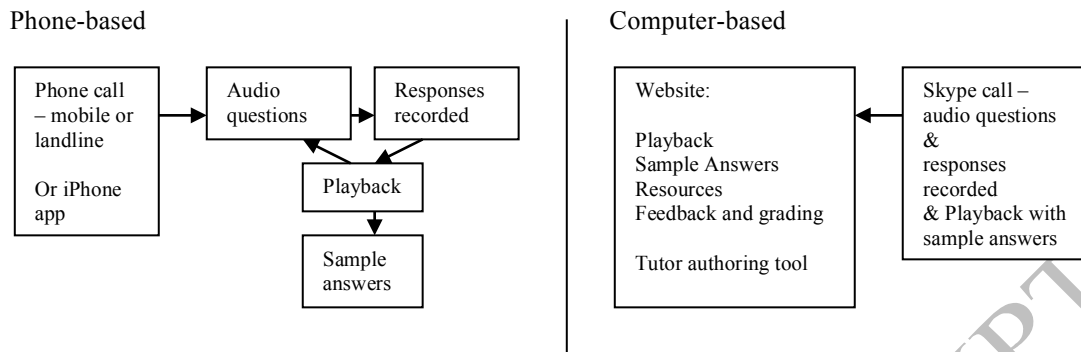 Phone-based
Phone call
– mobile or
landline
Or iPhone
app
Audio
questions
Responses
recorded
Playback
Sample
answers
Computer-based
Website:
Playback
Sample Answers
Resources
Feedback and grading
Tutor authoring tool
Skype call –
audio questions
&
responses
recorded
& Playback with
sample answers
PT